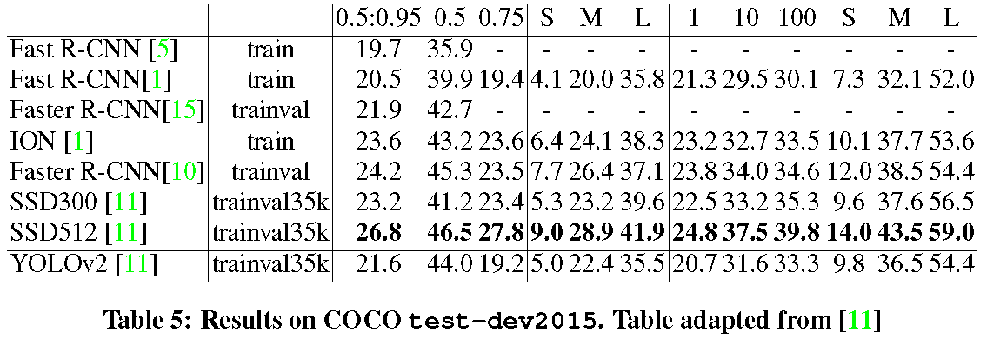 0.5:0.95 0.5 0.75 S M L 1 10 100 S M L
Fast R-CNN [5] train 19.7 35.9 - - - - - - - - - -
Fast R-CNN[1] train 20.5 39.9 19.4 4.1 20.0 35.8 21.3 29.5 30.1 7.3 32.1 52.0
Faster R-CNN[15] trainval 21.9 42.7 - - - - - - - - - -
ION [1] train 23.6 43.2 23.6 6.4 24.1 38.3 23.2 32.7 33.5 10.1 37.7 53.6
Faster R-CNN[10] trainval 24.2 45.3 23.5 7.7 26.4 37.1 23.8 34.0 34.6 12.0 38.5 54.4
SSD300 [11] trainval35k 23.2 41.2 23.4 5.3 23.2 39.6 22.5 33.2 35.3 9.6 37.6 56.5
SSD512 [11] trainval35k 26.8 46.5 27.8 9.0 28.9 41.9 24.8 37.5 39.8 14.0 43.5 59.0
YOLOv2 [11] trainval35k 21.6 44.0 19.2 5.0 22.4 35.5 20.7 31.6 33.3 9.8 36.5 54.4
Table 5: Results on COCO test-dev2015. Table adapted from [11]